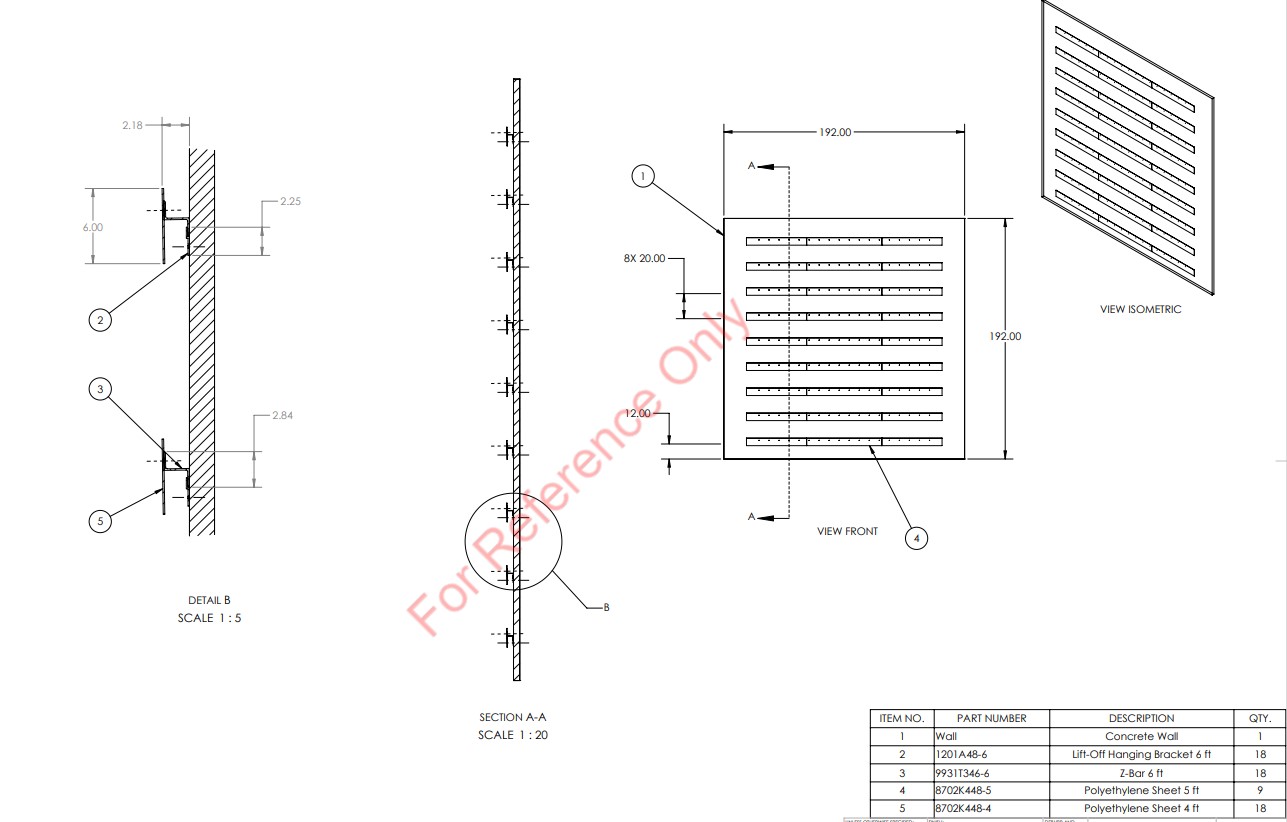 2.18
6.00
2.25
2
3
2.84
5
DETAIL B
SCALE 1 : 5
B
SECTION A-A
SCALE 1 : 20
192.00
A
1
8X 20.00
192.00
12.00
A
VIEW FRONT
4
VIEW ISOMETRIC
For Reference Only
ITEM NO. PART NUMBER DESCRIPTION QTY.
1 Wall Concrete Wall 1
2 1201A48-6 Lift-Off Hanging Bracket 6 ft 18
3 9931T346-6 Z-Bar 6 ft 18
4 8702K448-5 Polyethylene Sheet 5 ft 9
5 8702K448-4 Polyethylene Sheet 4 ft 18